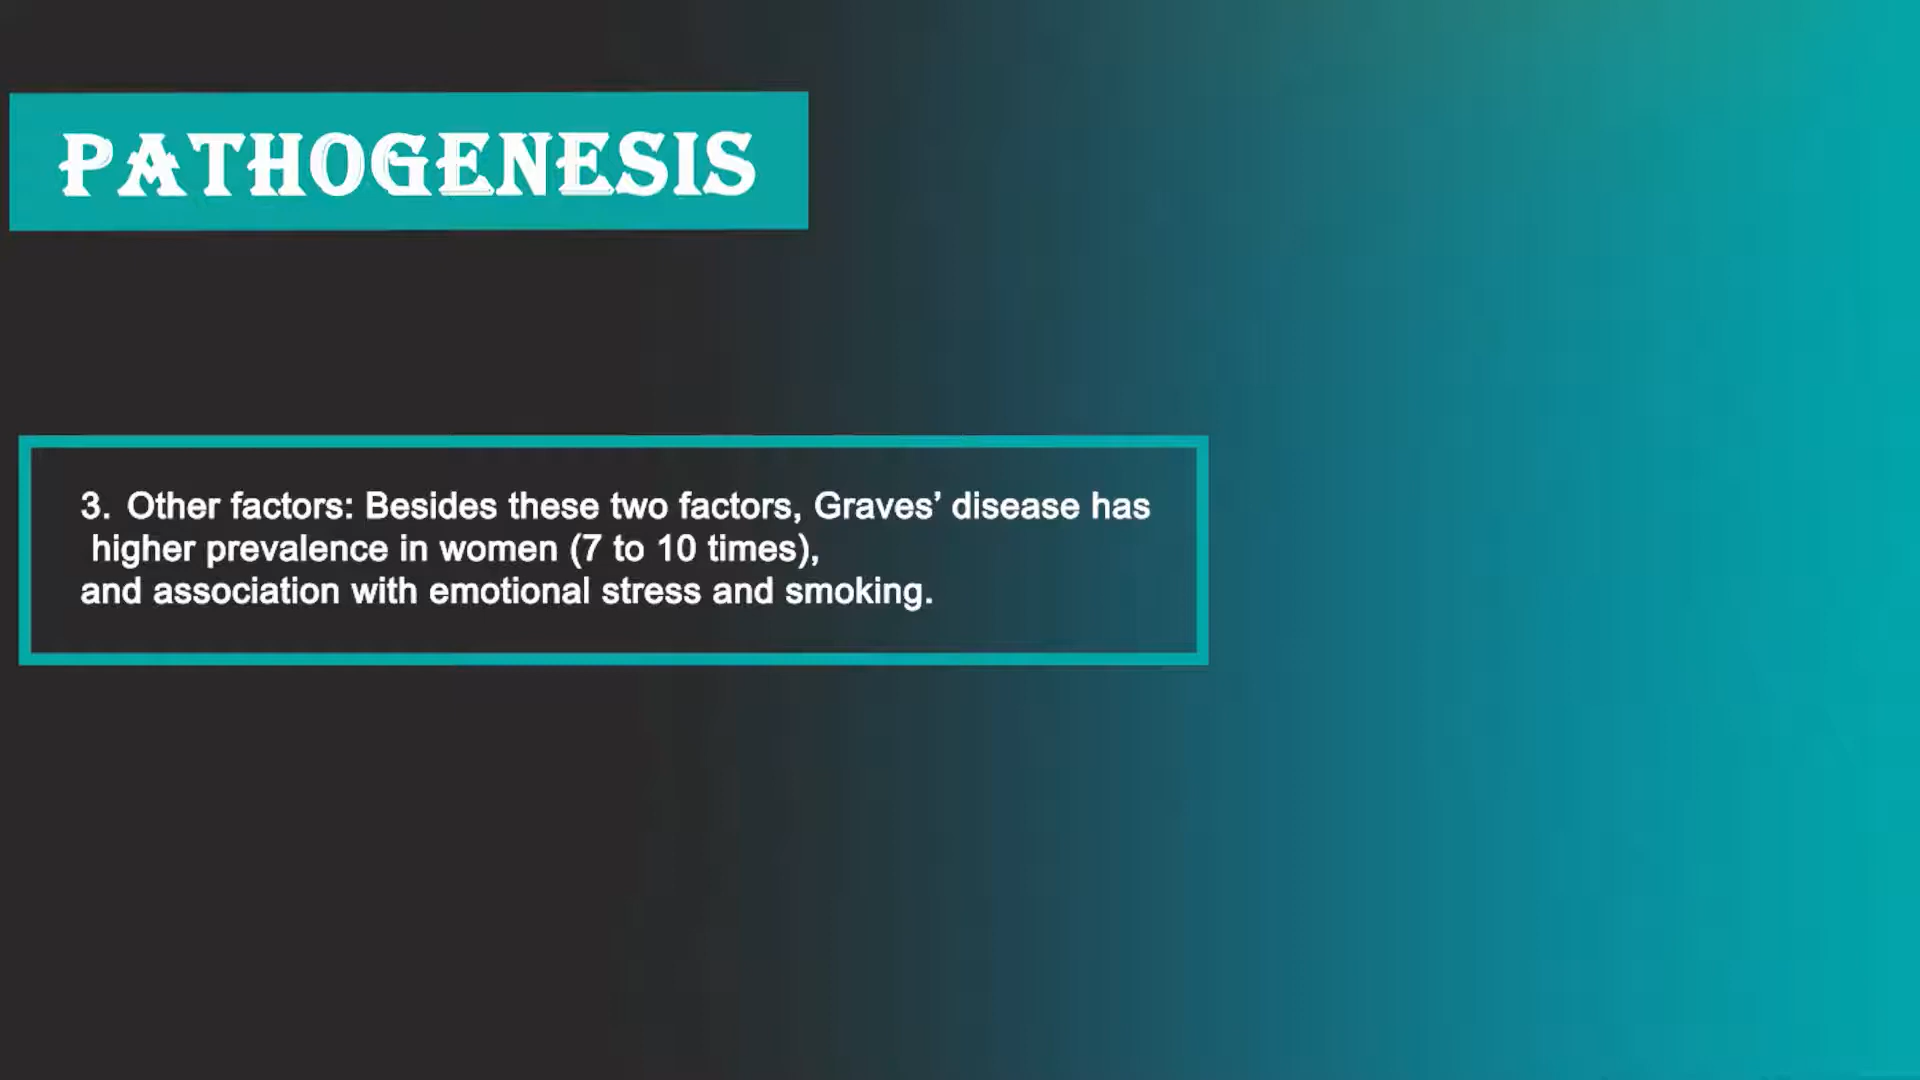 PATHOGENESIS
3. Other factors: Besides these two factors, Graves’ disease has
higher prevalence in women (7 to 10 times),
and association with emotional stress and smoking.